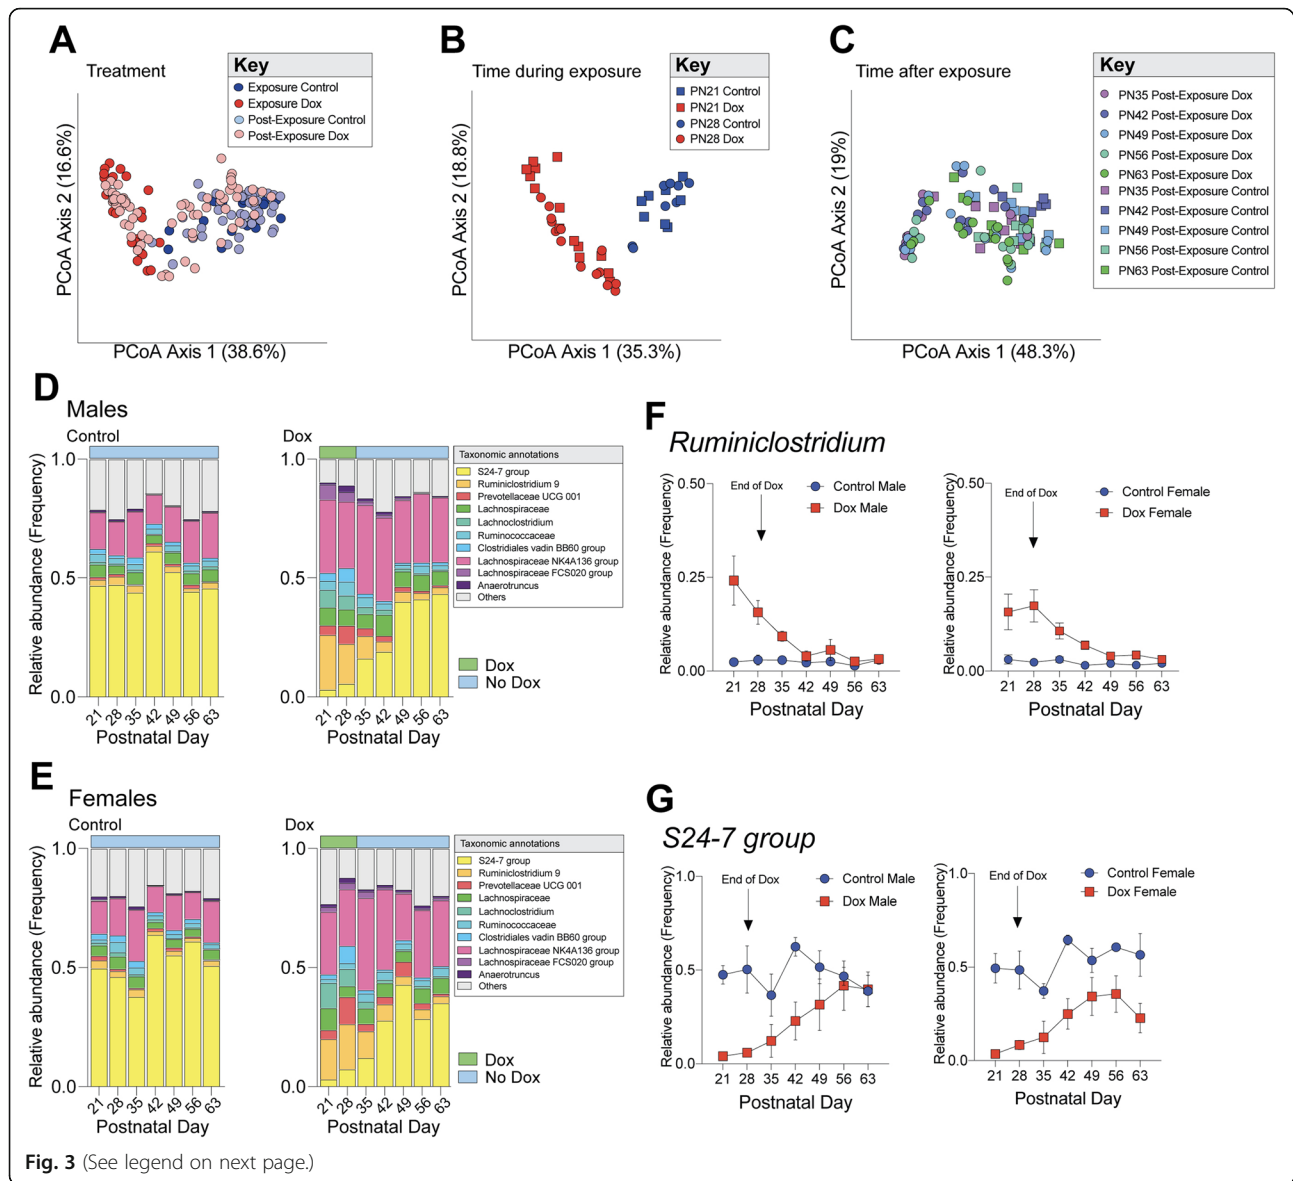 A
Treatment
Key
Exposure Control
Exposure Dox
Post-Exposure Control
Post-Exposure Dox
PCoA Axis 2 (16.6%)
PCoA Axis 1 (38.6%)
B
Time during exposure
Key
PN21 Control
PN21 Dox
PN28 Control
PN28 Dox
PCoA Axis 2 (18.8%)
PCoA Axis 1 (35.3%)
C
Time after exposure
Key
PN35 Post-Exposure Dox
PN42 Post-Exposure Dox
PN49 Post-Exposure Dox
PN56 Post-Exposure Dox
PN63 Post-Exposure Dox
PN35 Post-Exposure Control
PN42 Post-Exposure Control
PN49 Post-Exposure Control
PN56 Post-Exposure Control
PN63 Post-Exposure Control
PCoA Axis 2 (19%)
PCoA Axis 1 (48.3%)
D
Males
Control
Relative abundance (Frequency)
1.0
0.5
0.0
21 28 35 42 49 56 63
Postnatal Day
Dox
1.0
0.5
0.0
21 28 35 42 49 56 63
Postnatal Day
Taxonomic annotations
S24-7 group
Ruminiclostridium 9
Prevotellaceae UCG 001
Lachnospiraceae
Lachnoclostridium
Ruminococcaceae
Clostridiales vadin BB60 group
Lachnospiraceae NK4A136 group
Lachnospiraceae FCS020 group
Anaerotruncus
Others
Dox
No Dox
E
Females
Control
Relative abundance (Frequency)
1.0
0.5
0.0
21 28 35 42 49 56 63
Postnatal Day
Dox
1.0
0.5
0.0
21 28 35 42 49 56 63
Postnatal Day
Taxonomic annotations
S24-7 group
Ruminiclostridium 9
Prevotellaceae UCG 001
Lachnospiraceae
Lachnoclostridium
Ruminococcaceae
Clostridiales vadin BB60 group
Lachnospiraceae NK4A136 group
Lachnospiraceae FCS020 group
Anaerotruncus
Others
Dox
No Dox
F
Ruminiclostridium
Relative abundance (Frequency)
0.50
0.25
0.00
End of Dox
Control Male
Dox Male
21 28 35 42 49 56 63
Postnatal Day
Relative abundance (Frequency)
0.50
0.25
0.00
End of Dox
Control Female
Dox Female
21 28 35 42 49 56 63
Postnatal Day
G
S24-7 group
Relative abundance (Frequency)
1.0
0.5
0.0
End of Dox
Control Male
Dox Male
21 28 35 42 49 56 63
Postnatal Day
Relative abundance (Frequency)
1.0
0.5
0.0
End of Dox
Control Female
Dox Female
21 28 35 42 49 56 63
Postnatal Day
Fig. 3 (See legend on next page.)